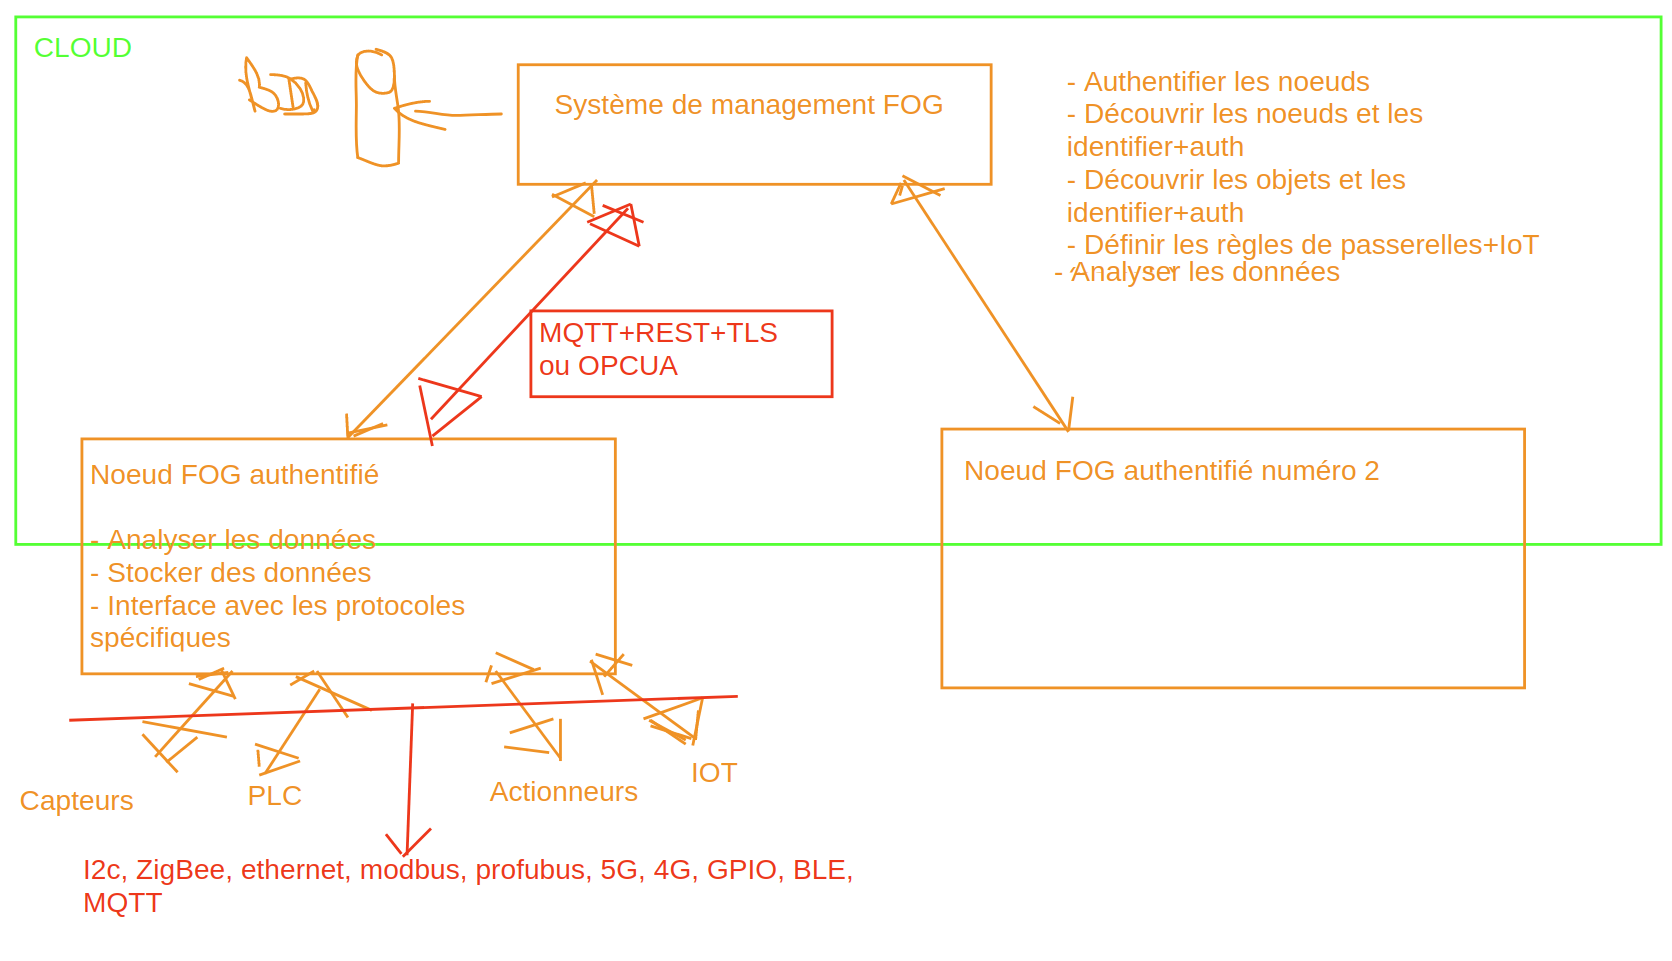 CLOUD
Système de management FOG
- Authentifier les noeuds
- Découvrir les noeuds et les
identifier+auth
- Découvrir les objets et les
identifier+auth
- Définir les règles de passerelles+IoT
- Analyser les données
MQTT+REST+TLS
ou OPCUA
Noeud FOG authentifié
- Analyser les données
- Stocker des données
- Interface avec les protocoles
spécifiques
Noeud FOG authentifié numéro 2
Capteurs
PLC
Actionneurs
IOT
I2c, ZigBee, ethernet, modbus, profubus, 5G, 4G, GPIO, BLE,
MQTT